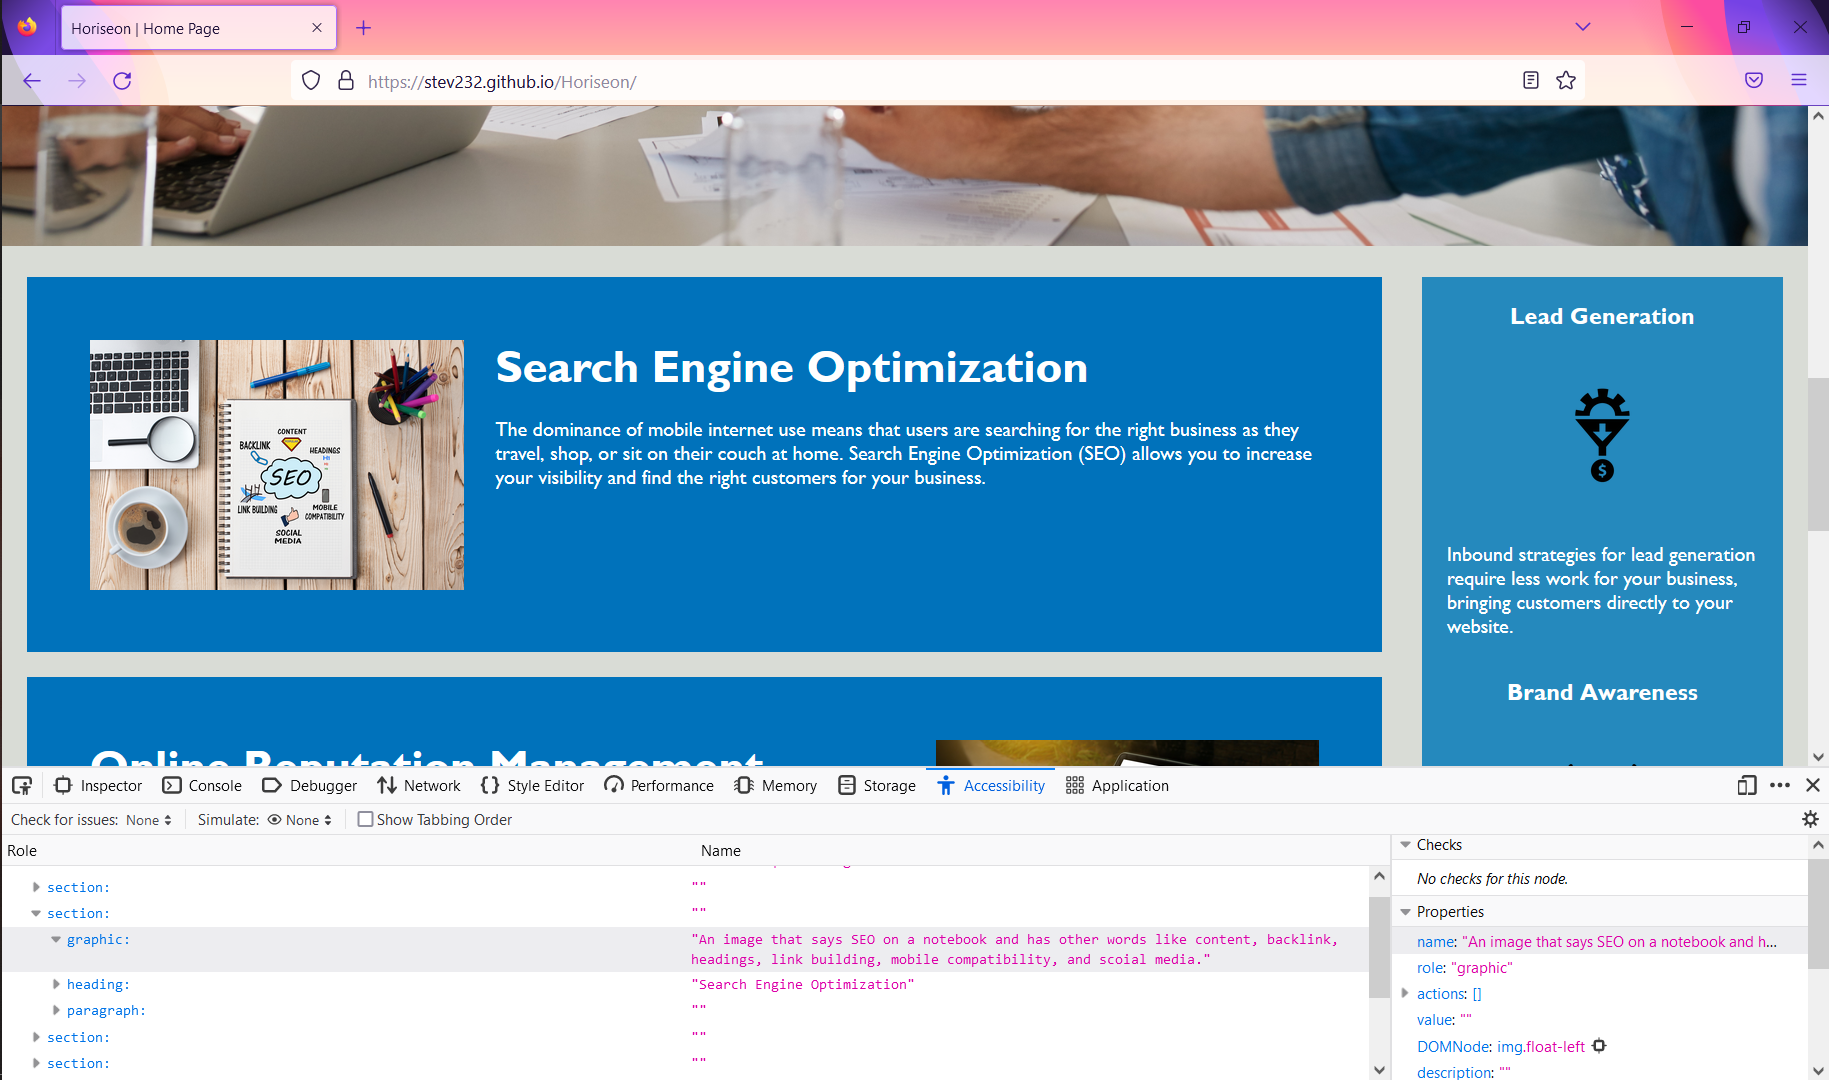 Horiseon | Home Page
https://stev232.github.io/Horiseon/
Search Engine Optimization
The dominance of mobile internet use means that users are searching for the right business as they
travel, shop, or sit on their couch at home. Search Engine Optimization (SEO) allows you to increase
your visibility and find the right customers for your business.
CONTENT
BACKLINK
HEADINGS
SEO
LINK BUILDING
MOBILE
COMPATIBILITY
SOCIAL
MEDIA
Lead Generation
$
Inbound strategies for lead generation
require less work for your business,
bringing customers directly to your
website.
Brand Awareness
Online Reputation Management
Inspector
Console
Debugger
Network
Style Editor
Performance
Memory
Storage
Accessibility
Application
Check for issues: None
Simulate: None
Show Tabbing Order
Role
Name
section: ""
section: ""
graphic: "An image that says SEO on a notebook and has other words like content, backlink,
headings, link building, mobile compatibility, and scoial media."
heading: "Search Engine Optimization"
paragraph: ""
section: ""
section: ""
Checks
No checks for this node.
Properties
name: "An image that says SEO on a notebook and h...
role: "graphic"
actions: []
value: ""
DOMNode: img.float-left
description: ""